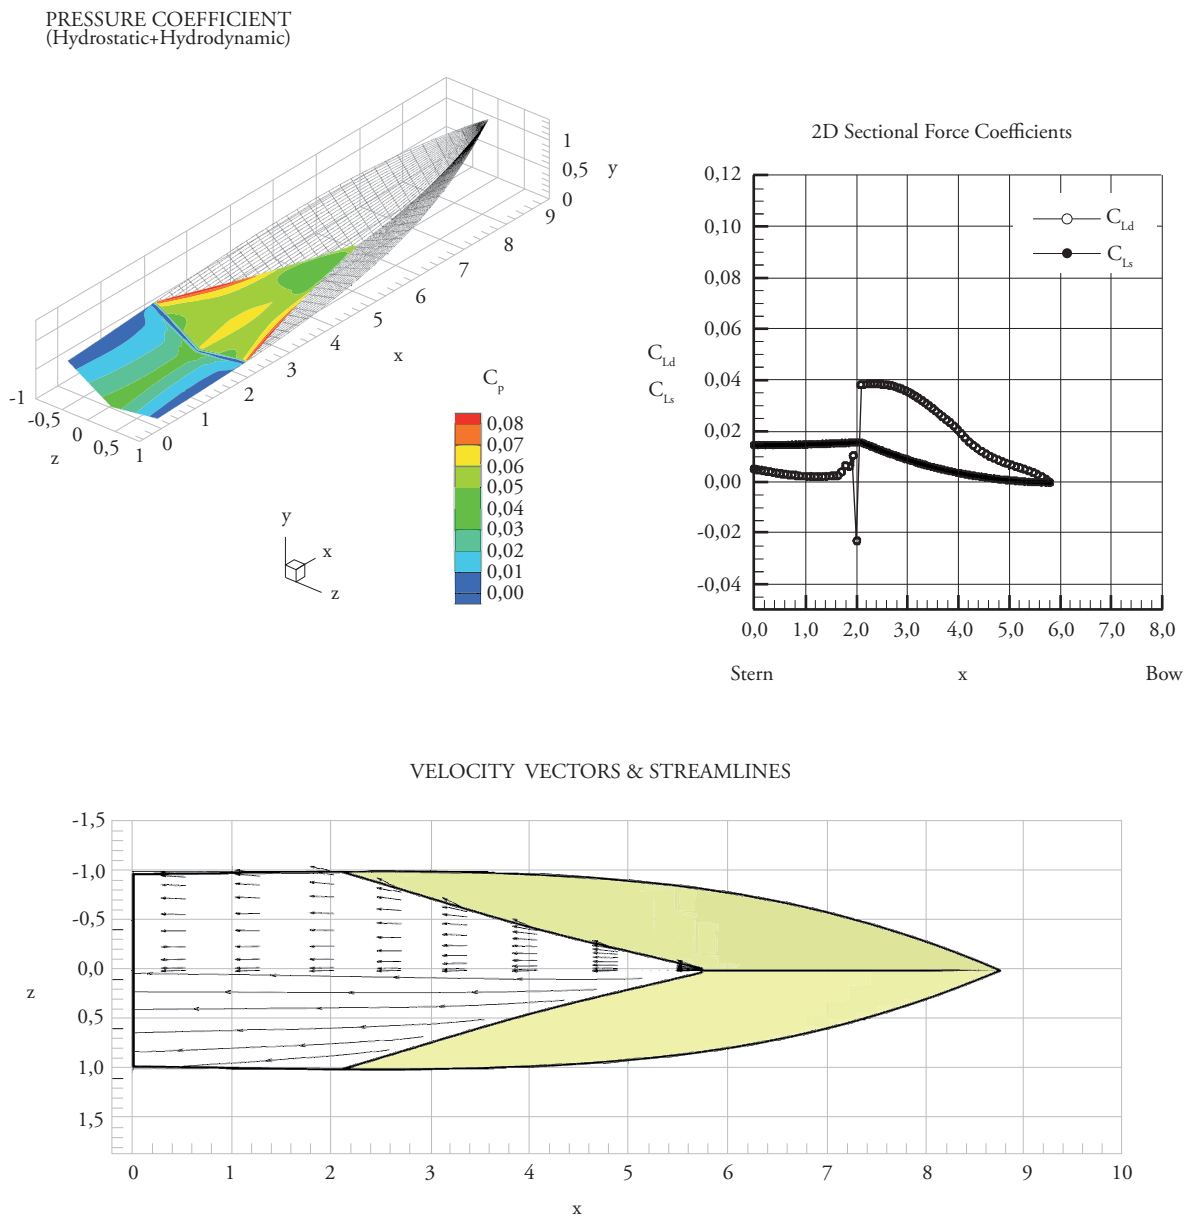 PRESSURE COEFFICIENT
(Hydrostatic+Hydrodynamic)
1
0,5
0
y
9
8
7
6
5
4
3
2
1
0
x
-1
-0,5
0
0,5
1
z
C_p
0,08
0,07
0,06
0,05
0,04
0,03
0,02
0,01
0,00
y
x
z
2D Sectional Force Coefficients
0,12
0,10
0,08
0,06
0,04
0,02
0,00
-0,02
-0,04
C_Ld
C_Ls
C_Ld
C_Ls
0,0 1,0 2,0 3,0 4,0 5,0 6,0 7,0 8,0
Stern x Bow
VELOCITY VECTORS & STREAMLINES
-1,5
-1,0
-0,5
0,0
0,5
1,0
1,5
z
0 1 2 3 4 5 6 7 8 9 10
x